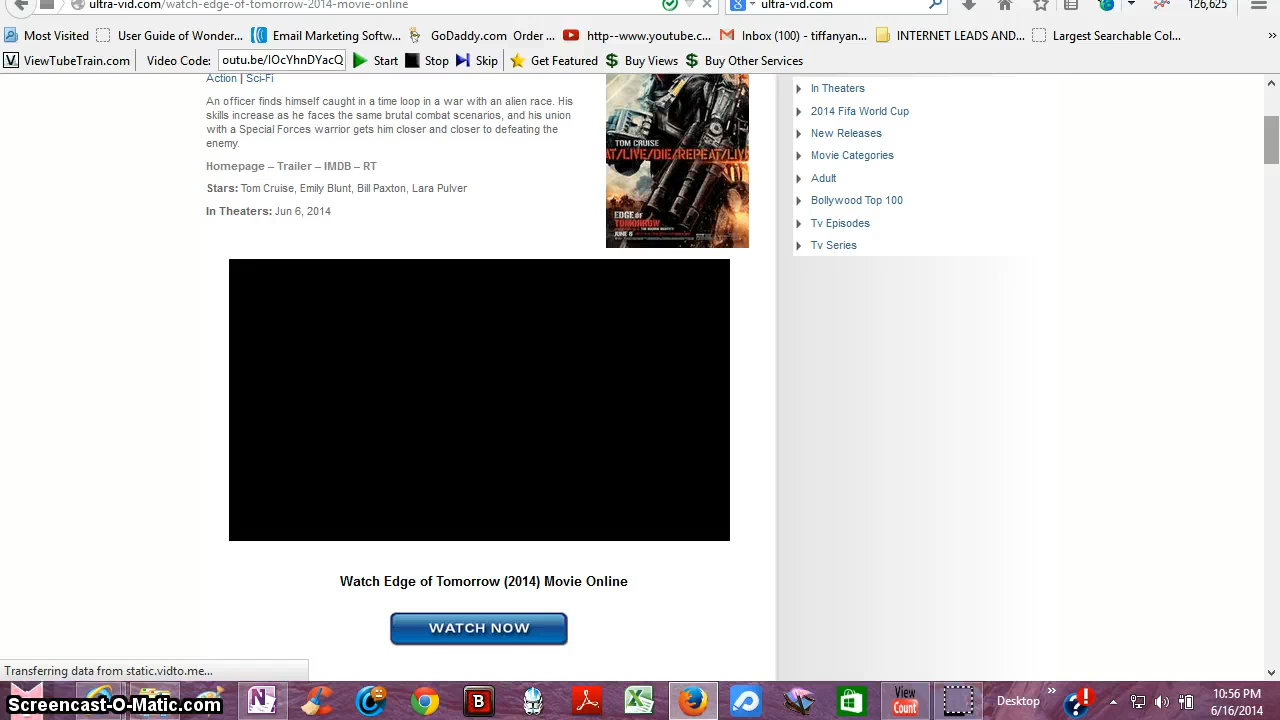 ultra-vid.com/watch-edge-of-tomorrow-2014-movie-online
ultra-vid.com
126,625
Most Visited
User Guide of Wonder...
Email Marketing Softw...
GoDaddy.com Order ...
http--www.youtube.c...
Inbox (100) - tiffanyan...
INTERNET LEADS AND...
Largest Searchable Col...
»
ViewTubeTrain.com
Video Code:
outu.be/lOcYhnDYacQ
Start
Stop
Skip
Get Featured
Buy Views
Buy Other Services
Action | Sci-Fi
An officer finds himself caught in a time loop in a war with an alien race. His
skills increase as he faces the same brutal combat scenarios, and his union
with a Special Forces warrior gets him closer and closer to defeating the
enemy.
Homepage – Trailer – IMDB – RT
Stars: Tom Cruise, Emily Blunt, Bill Paxton, Lara Pulver
In Theaters: Jun 6, 2014
TOM CRUISE
AT/LIVE/DIE/REPEAT/LIV
EDGE OF
TOMORROW
JUNE 6
In Theaters
2014 Fifa World Cup
New Releases
Movie Categories
Adult
Bollywood Top 100
Tv Episodes
Tv Series
Watch Edge of Tomorrow (2014) Movie Online
WATCH NOW
Transferring data from static.vidto.me...
Screencast-O-Matic.com
View
Count
Desktop
»
10:56 PM
6/16/2014